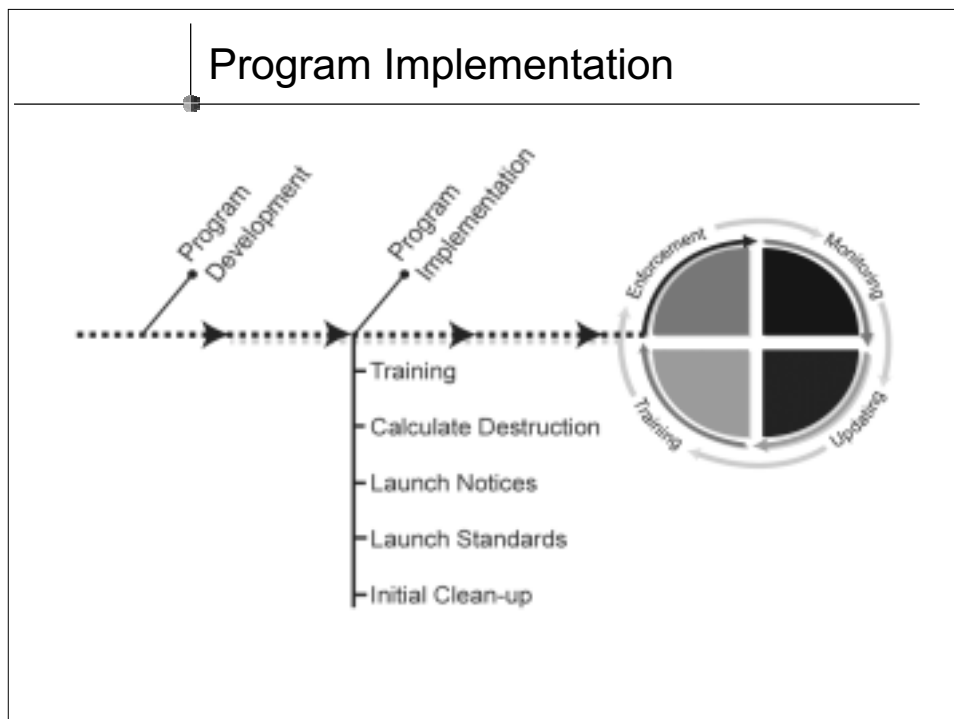 Program Implementation
Program
Development
Program
Implementation
Training
Calculate Destruction
Launch Notices
Launch Standards
Initial Clean-up
Enforcement
Monitoring
Updating
Training